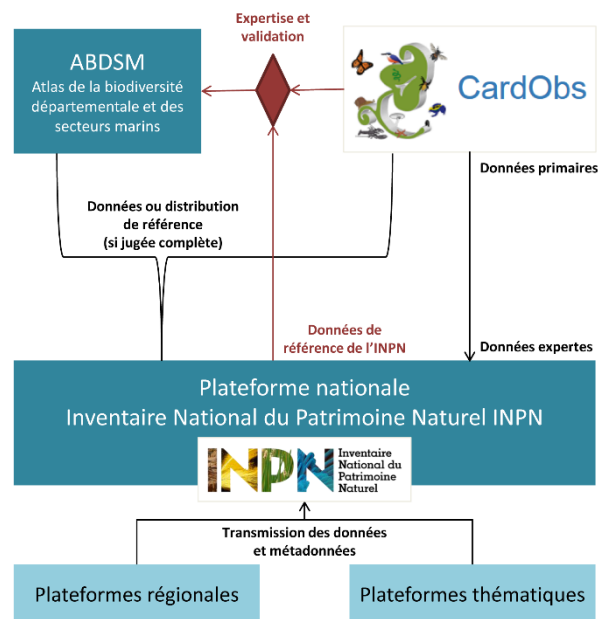 Expertise et
validation
ABDSM
Atlas de la biodiversité
départementale et des
secteurs marins
CardObs
Données primaires
Données ou distribution
de référence
(si jugée complète)
Données de
référence de l'INPN
Données expertes
Plateforme nationale
Inventaire National du Patrimoine Naturel INPN
INPN
Inventaire
National du
Patrimoine
Naturel
Transmission des données
et métadonnées
Plateformes régionales
Plateformes thématiques